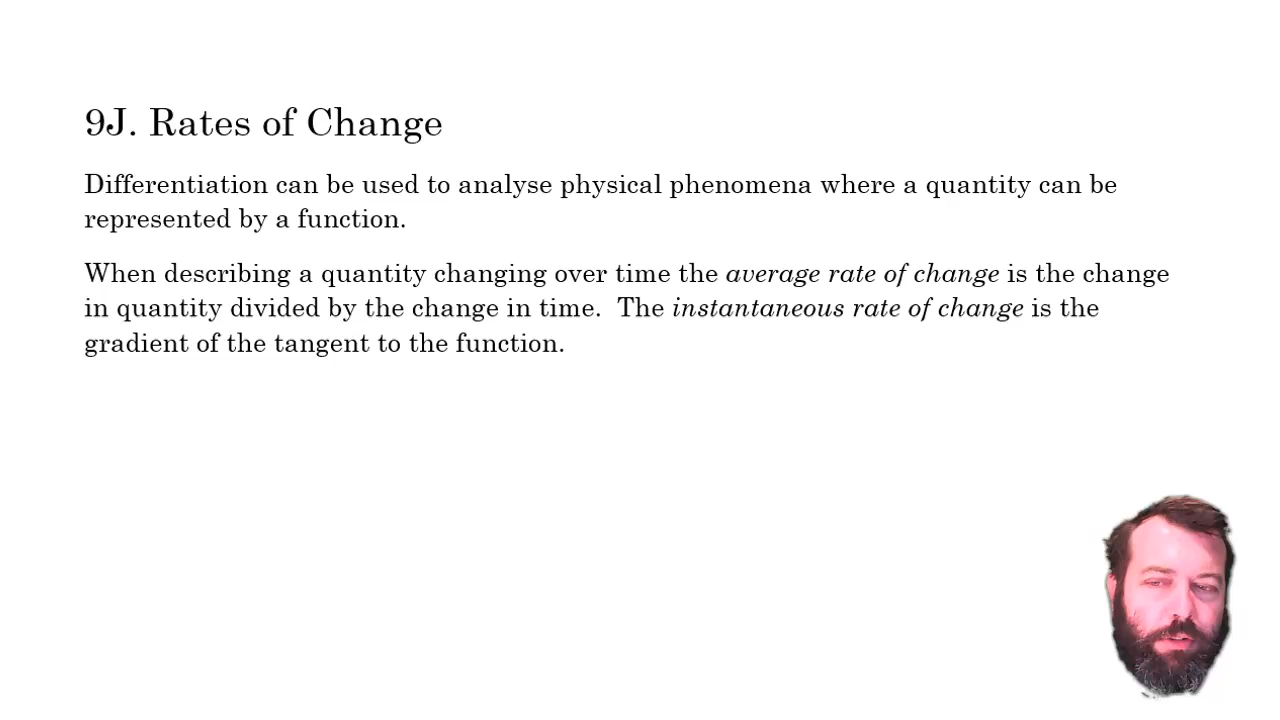 9J. Rates of Change
Differentiation can be used to analyse physical phenomena where a quantity can be
represented by a function.
When describing a quantity changing over time the average rate of change is the change
in quantity divided by the change in time.  The instantaneous rate of change is the
gradient of the tangent to the function.